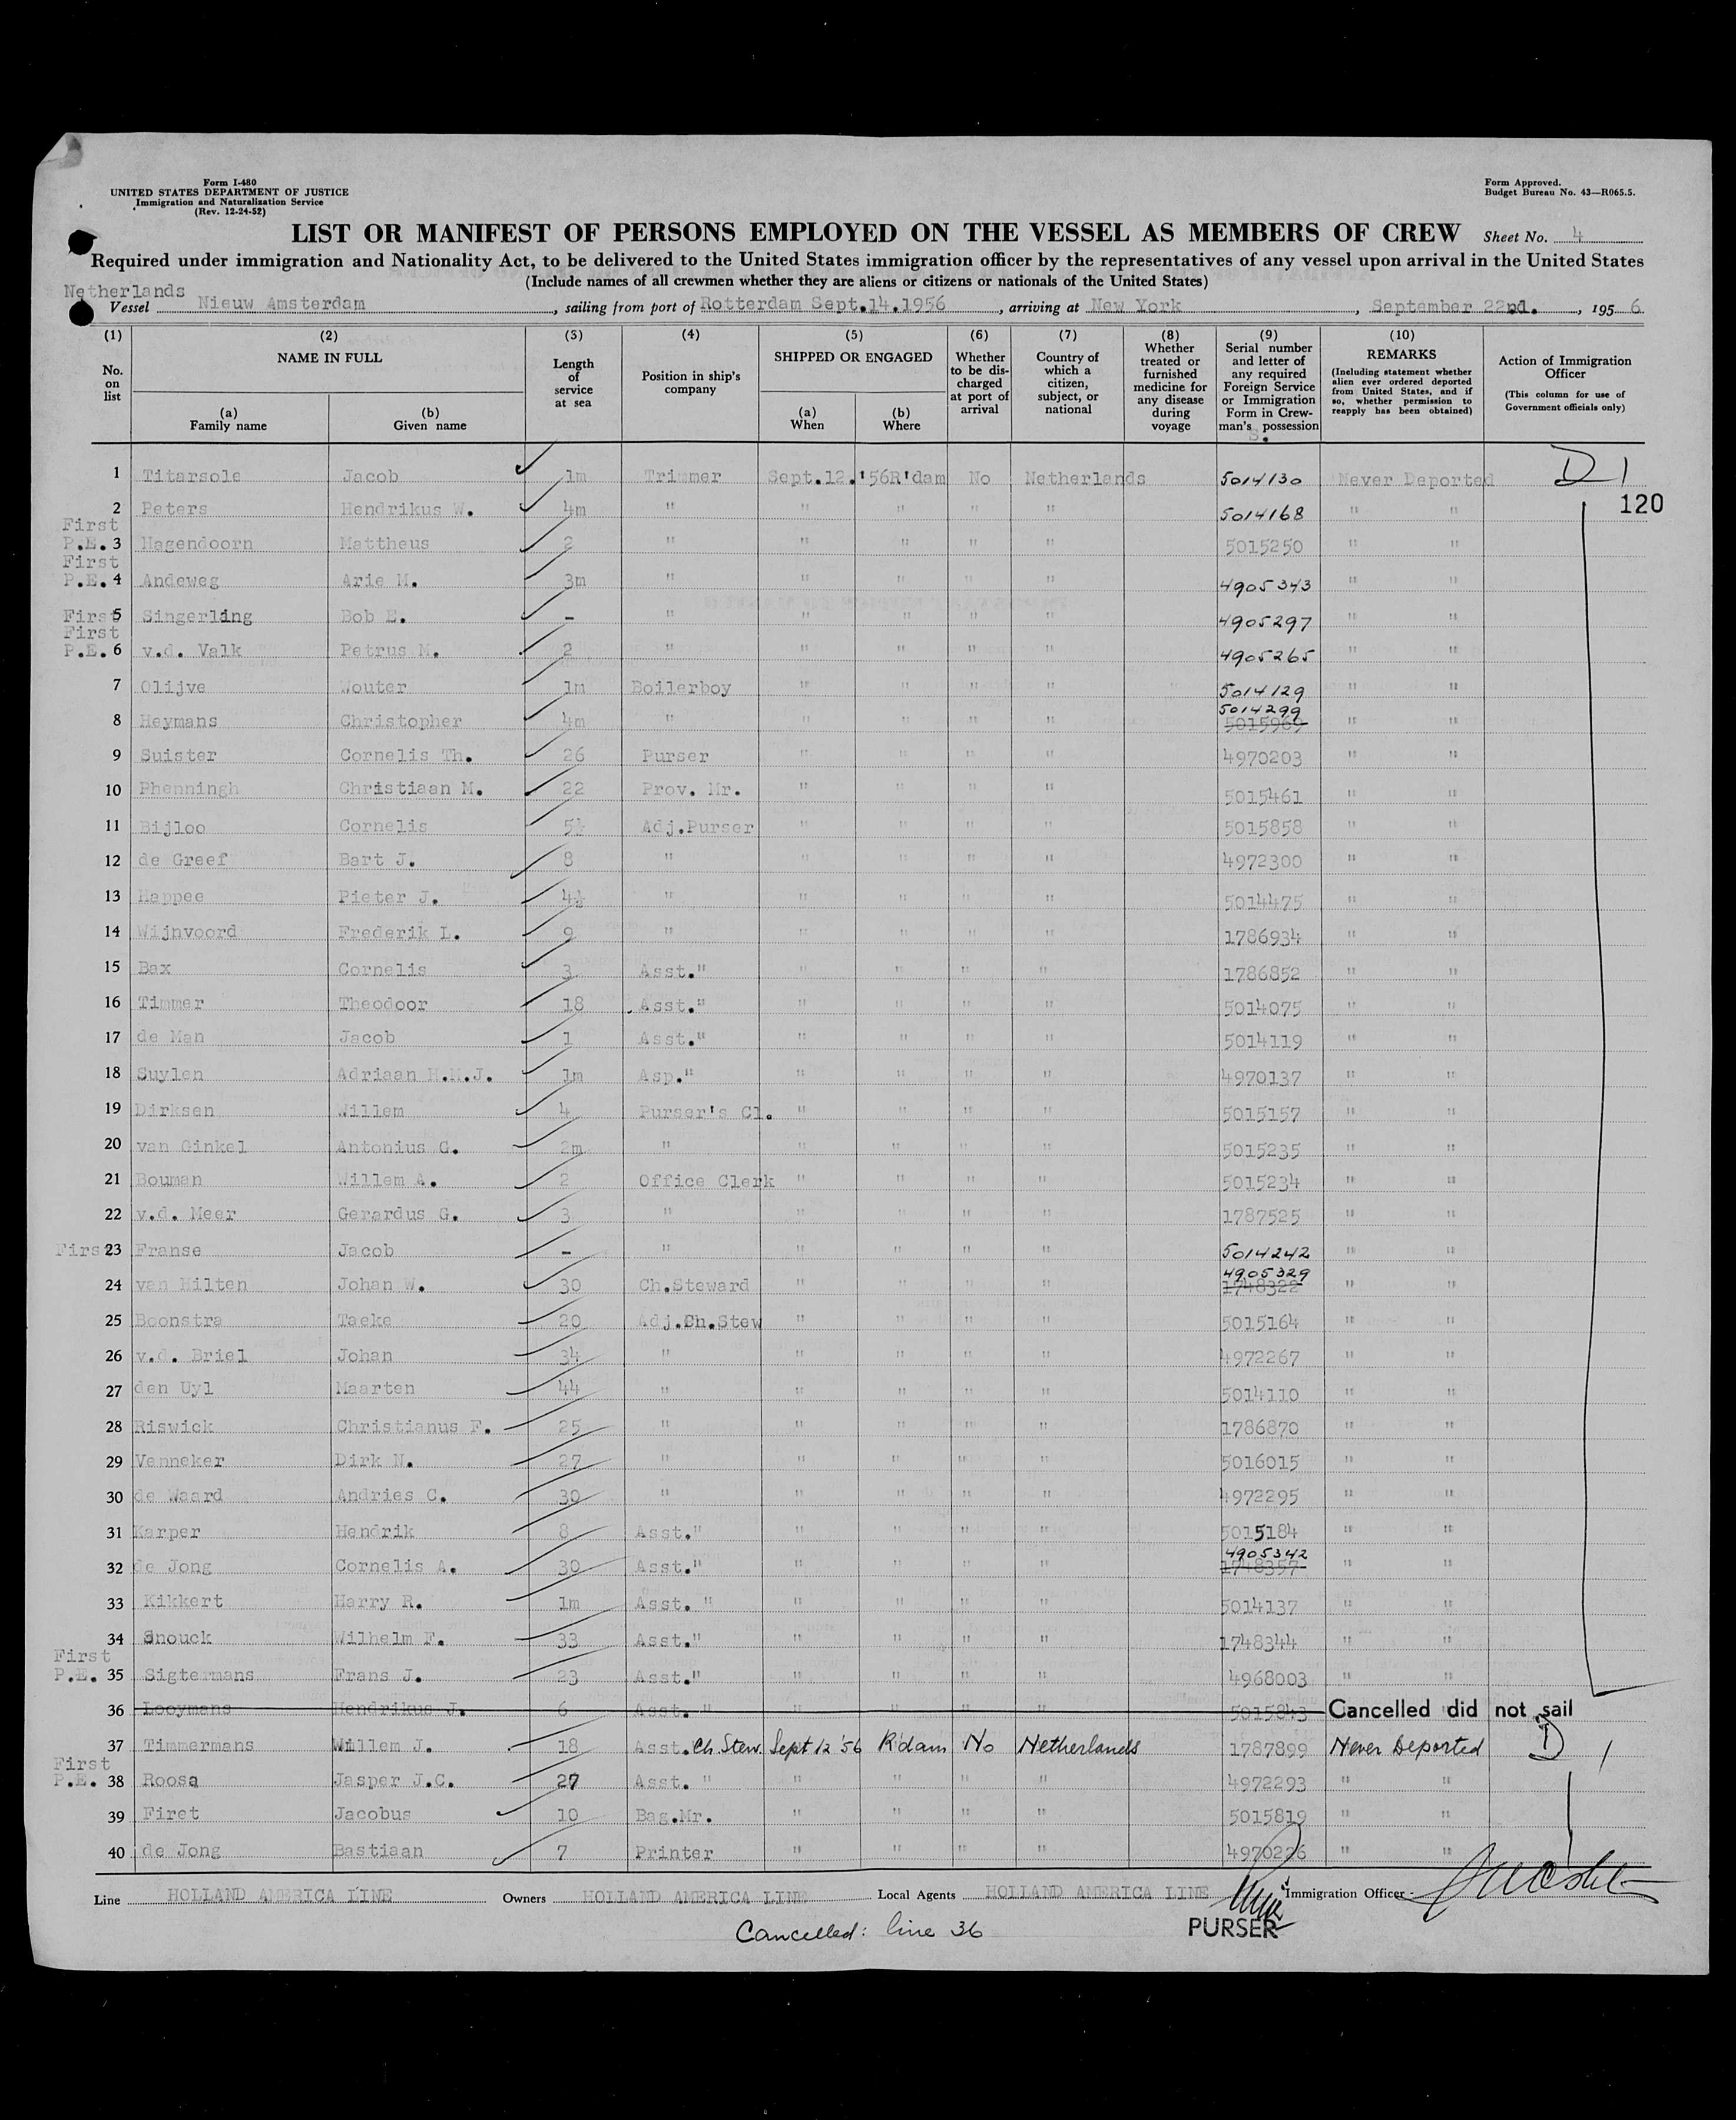 Form I-480
UNITED STATES DEPARTMENT OF JUSTICE
Immigration and Naturalization Service
(Rev. 12-24-52)
Form Approved.
Budget Bureau No. 43—R065.5.
LIST OR MANIFEST OF PERSONS EMPLOYED ON THE VESSEL AS MEMBERS OF CREW Sheet No. 4
Required under immigration and Nationality Act, to be delivered to the United States immigration officer by the representatives of any vessel upon arrival in the United States
(Include names of all crewmen whether they are aliens or citizens or nationals of the United States)
Netherlands
Vessel Nieuw Amsterdam, sailing from port of Rotterdam Sept.14.1956, arriving at New York, September 22nd., 1956
(1) No. on list
(2) NAME IN FULL (a) Family name (b) Given name
(3) Length of service at sea
(4) Position in ship's company
(5) SHIPPED OR ENGAGED (a) When (b) Where
(6) Whether to be discharged at port of arrival
(7) Country of which a citizen, subject, or national
(8) Whether treated or furnished medicine for any disease during voyage
(9) Serial number and letter of any required Foreign Service or Immigration Form in Crewman's possession
S.
(10) REMARKS (Including statement whether alien ever ordered deported from United States, and if so, whether permission to reapply has been obtained)
Action of Immigration Officer (This column for use of Government officials only)
1 Titarsole Jacob 1m Trimmer Sept.12.'56 R'dam No Netherlands 5014130 Never Deported D 1
120
2 Peters Hendrikus W. 4m " " " " " 5014168 " "
First P.E. 3 Hagendoorn Mattheus 2 " " " " " 5015250 " "
First P.E. 4 Andeweg Arie M. 3m " " " " " 4905343 " "
First 5 Singerling Bob E. - " " " " " 4905297 " "
First P.E. 6 v.d. Valk Petrus M. 2 " " " " " 4905265 " "
7 Olijve Wouter 1m Boilerboy " " " " 5014129 " "
8 Heymans Christopher 4m " " " " " 5014299 5015969 " "
9 Suister Cornelis Th. 26 Purser " " " " 4970203 " "
10 Phenningh Christiaan M. 22 Prov. Mr. " " " " 5015461 " "
11 Bijloo Cornelis 5½ Adj.Purser " " " " 5015858 " "
12 de Greef Bart J. 8 " " " " " 4972300 " "
13 Happee Pieter J. 4½ " " " " " 5014475 " "
14 Wijnvoord Frederik L. 9 " " " " " 1786934 " "
15 Bax Cornelis 3 Asst." " " " " 1786852 " "
16 Timmer Theodoor 18 Asst." " " " " 5014075 " "
17 de Man Jacob 1 Asst." " " " " 5014119 " "
18 Suylen Adriaan H.M.J. 1m Asp." " " " " 4970137 " "
19 Dirksen Willem 4 Purser's Cl. " " " " 5015157 " "
20 van Ginkel Antonius G. 2m " " " " " 5015235 " "
21 Bouman Willem A. 2 Office Clerk " " " " 5015234 " "
22 v.d. Meer Gerardus G. 3 " " " " " 1787525 " "
First 23 Franse Jacob - " " " " " 5014242 " "
24 van Hilten Johan W. 30 Ch.Steward " " " " 4905329 1748322 " "
25 Boonstra Taeke 20 Adj.Ch.Stew " " " " 5015164 " "
26 v.d. Briel Johan 34 " " " " " 4972267 " "
27 den Uyl Maarten 44 " " " " " 5014110 " "
28 Riswick Christianus F. 25 " " " " " 1786870 " "
29 Venneker Dirk N. 27 " " " " " 5016015 " "
30 de Waard Andries C. 30 " " " " " 4972295 " "
31 Karper Hendrik 8 Asst." " " " " 5015184 " "
32 de Jong Cornelis A. 30 Asst." " " " " 4905342 1748357 " "
33 Kikkert Harry R. 1m Asst. " " " " " 5014137 " "
34 Snouck Wilhelm F. 33 Asst." " " " " 1748344 " "
First P.E. 35 Sigtermans Frans J. 23 Asst." " " " " 4968003 " "
36 Looymans Hendrikus J. 6 Asst. " " " " " 5015843 Cancelled did not sail
37 Timmermans Willem J. 18 Asst. Ch. Stew. Sept 12 '56 R'dam No Netherlands 1787899 Never Deported D 1
First P.E. 38 Roosa Jasper J.C. 27 Asst. " " " " " 4972293 " "
39 Firet Jacobus 10 Bag.Mr. " " " " 5015819 " "
40 de Jong Bastiaan 7 Printer " " " " 4970226 " "
Line HOLLAND AMERICA LINE Owners HOLLAND AMERICA LINE Local Agents HOLLAND AMERICA LINE Immigration Officer
Cancelled: line 36
PURSER